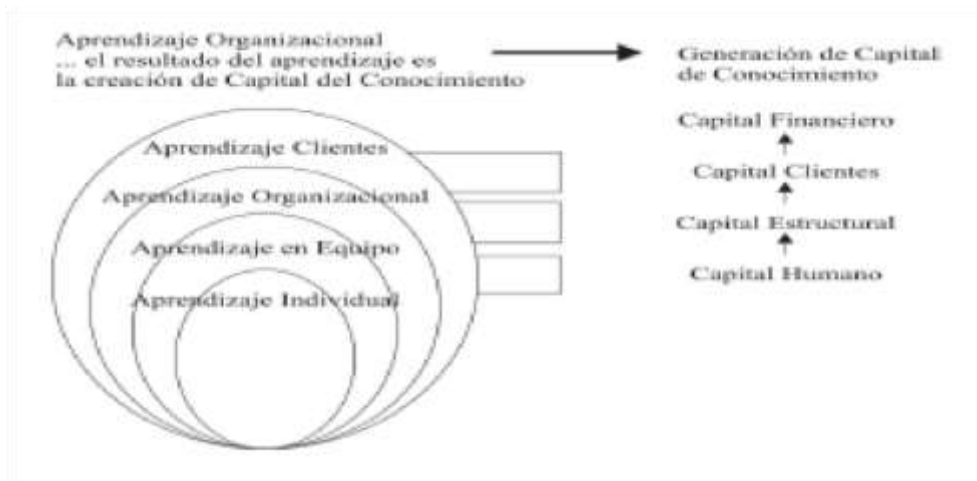 Aprendizaje Organizacional
... el resultado del aprendizaje es
la creación de Capital del Conocimiento
Generación de Capital
de Conocimiento
Aprendizaje Clientes
Aprendizaje Organizacional
Aprendizaje en Equipo
Aprendizaje Individual
Capital Financiero
Capital Clientes
Capital Estructural
Capital Humano